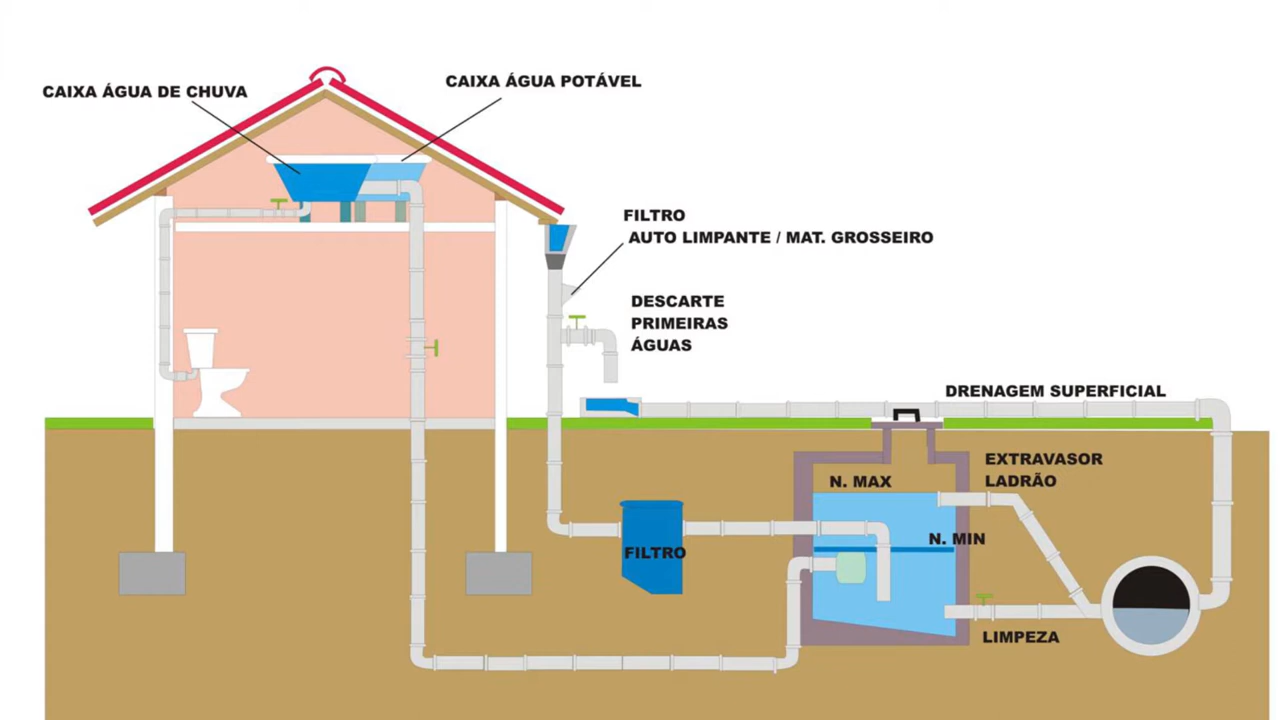 CAIXA ÁGUA DE CHUVA
CAIXA ÁGUA POTÁVEL
FILTRO
AUTO LIMPANTE / MAT. GROSSEIRO
DESCARTE
PRIMEIRAS
ÁGUAS
DRENAGEM SUPERFICIAL
EXTRAVASOR
LADRÃO
N. MAX
N. MIN
FILTRO
LIMPEZA